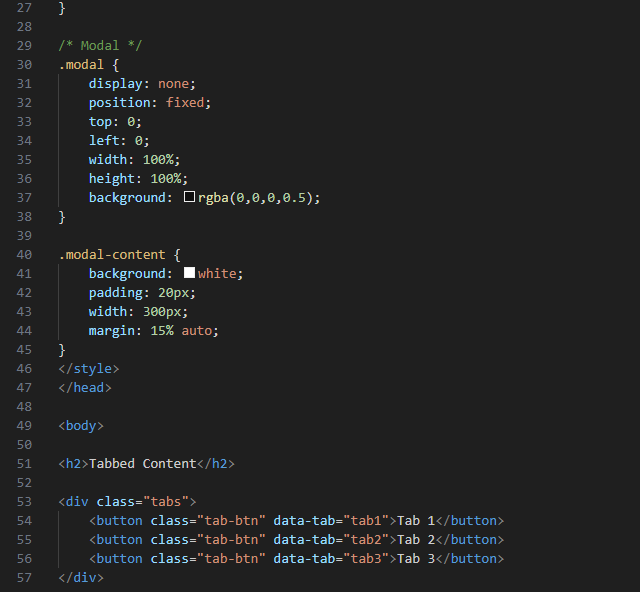 27 }
28
29 /* Modal */
30 .modal {
31     display: none;
32     position: fixed;
33     top: 0;
34     left: 0;
35     width: 100%;
36     height: 100%;
37     background: rgba(0,0,0,0.5);
38 }
39
40 .modal-content {
41     background: white;
42     padding: 20px;
43     width: 300px;
44     margin: 15% auto;
45 }
46 </style>
47 </head>
48
49 <body>
50
51 <h2>Tabbed Content</h2>
52
53 <div class="tabs">
54     <button class="tab-btn" data-tab="tab1">Tab 1</button>
55     <button class="tab-btn" data-tab="tab2">Tab 2</button>
56     <button class="tab-btn" data-tab="tab3">Tab 3</button>
57 </div>